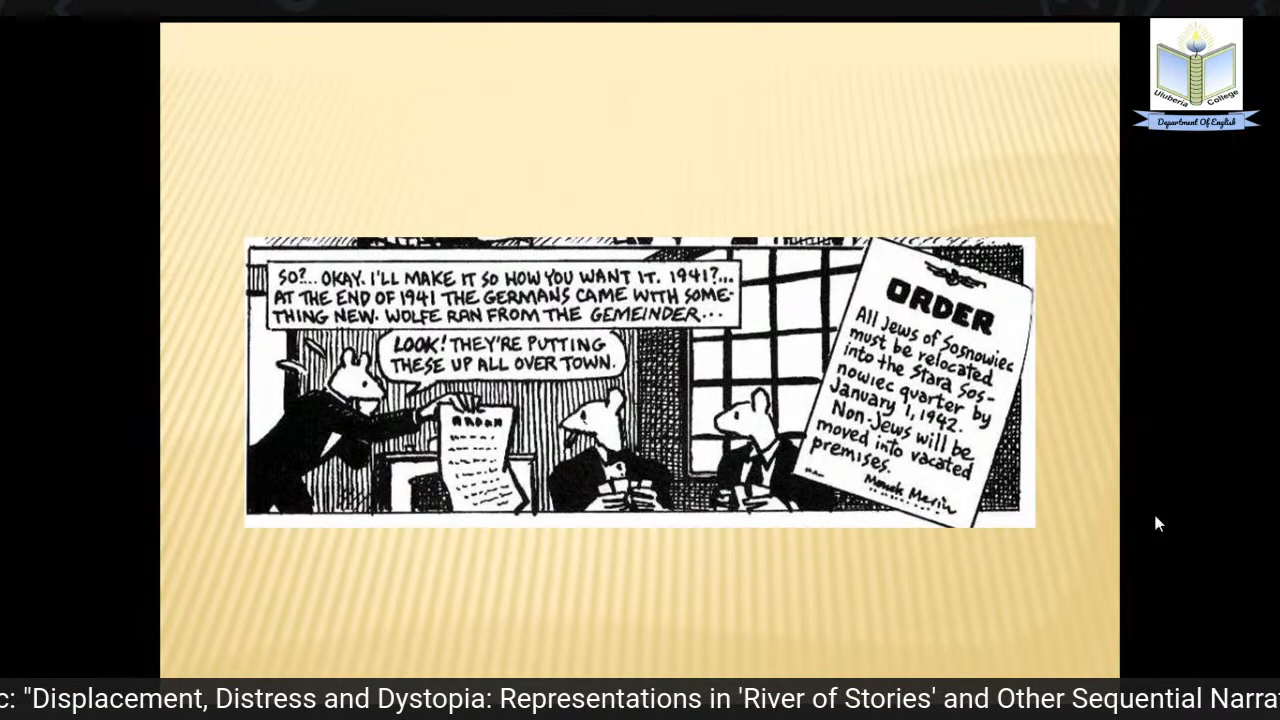 Uluberia College
Department Of English
SO?... OKAY. I'LL MAKE IT SO HOW YOU WANT IT. 1941?...
AT THE END OF 1941 THE GERMANS CAME WITH SOME-
THING NEW. WOLFE RAN FROM THE GEMEINDER...
LOOK! THEY'RE PUTTING
THESE UP ALL OVER TOWN.
ORDER
ORDER
All Jews of Sosnowiec
must be relocated
into the Stara Sos-
nowiec quarter by
January 1, 1942.
Non-Jews will be
moved into vacated
premises.
Monek Merin
c: "Displacement, Distress and Dystopia: Representations in 'River of Stories' and Other Sequential Narra